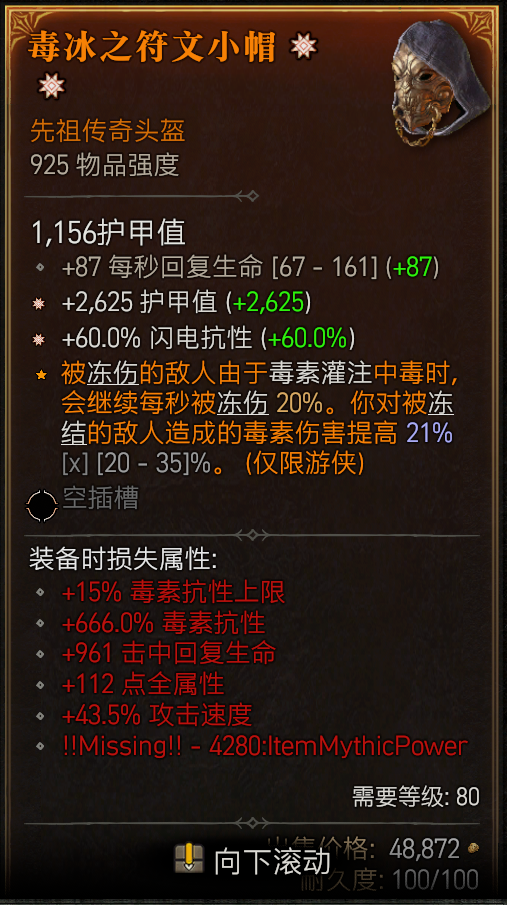 毒冰之符文小帽
先祖传奇头盔
925 物品强度
1,156护甲值
+87 每秒回复生命 [67 - 161] (+87)
+2,625 护甲值 (+2,625)
+60.0% 闪电抗性 (+60.0%)
被冻伤的敌人由于毒素灌注中毒时,
会继续每秒被冻伤 20%。你对被冻
结的敌人造成的毒素伤害提高 21%
[x] [20 - 35]%。 (仅限游侠)
空插槽
装备时损失属性:
+15% 毒素抗性上限
+666.0% 毒素抗性
+961 击中回复生命
+112 点全属性
+43.5% 攻击速度
!!Missing!! - 4280:ItemMythicPower
需要等级: 80
出售价格: 48,872
向下滚动
耐久度: 100/100